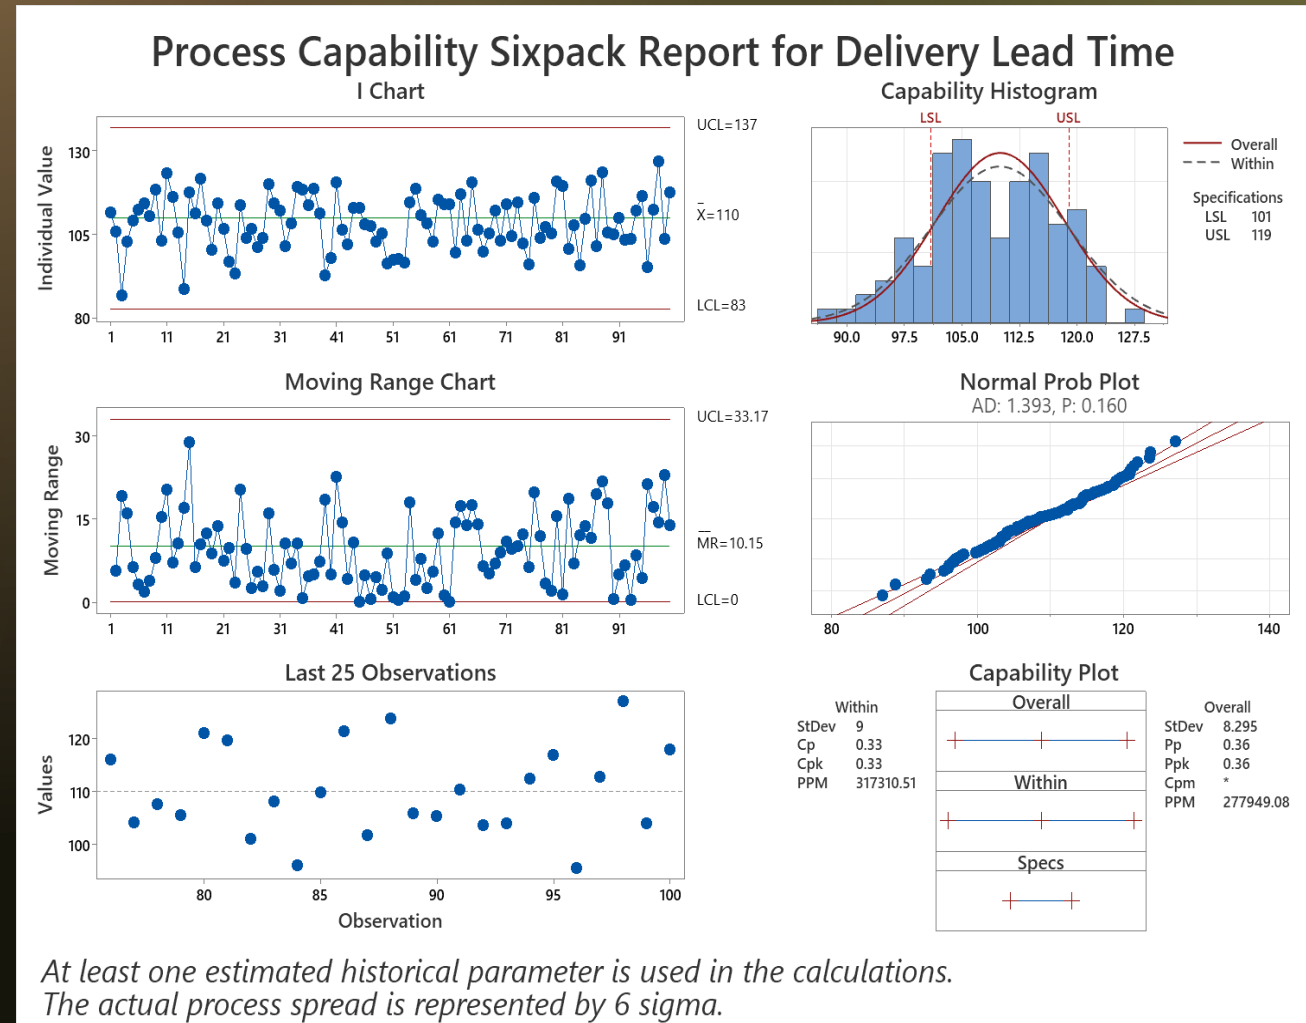 Process Capability Sixpack Report for Delivery Lead Time
I Chart
Individual Value
130
105
80
UCL=137
X=110
LCL=83
1 11 21 31 41 51 61 71 81 91
Capability Histogram
LSL USL
90.0 97.5 105.0 112.5 120.0 127.5
Overall
Within
Specifications
LSL 101
USL 119
Moving Range Chart
Moving Range
30
15
0
UCL=33.17
MR=10.15
LCL=0
1 11 21 31 41 51 61 71 81 91
Normal Prob Plot
AD: 1.393, P: 0.160
80 100 120 140
Last 25 Observations
Values
120
110
100
80 85 90 95 100
Observation
Capability Plot
Within
StDev 9
Cp 0.33
Cpk 0.33
PPM 317310.51
Overall
Within
Specs
Overall
StDev 8.295
Pp 0.36
Ppk 0.36
Cpm *
PPM 277949.08
At least one estimated historical parameter is used in the calculations.
The actual process spread is represented by 6 sigma.